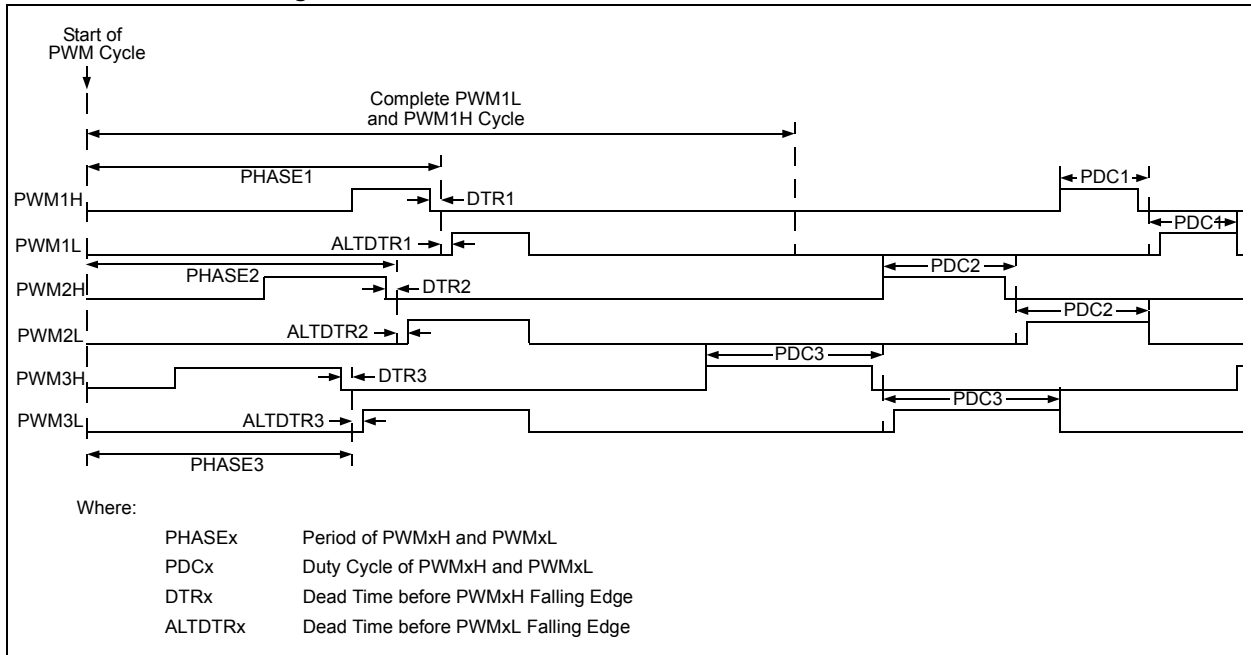 Start of
PWM Cycle
Complete PWM1L
and PWM1H Cycle
PHASE1
PDC1
PWM1H
DTR1
PDC1
PWM1L
ALTDTR1
PHASE2
PDC2
PWM2H
DTR2
PDC2
PWM2L
ALTDTR2
PDC3
PWM3H
DTR3
PDC3
PWM3L
ALTDTR3
PHASE3
Where:
PHASEx Period of PWMxH and PWMxL
PDCx Duty Cycle of PWMxH and PWMxL
DTRx Dead Time before PWMxH Falling Edge
ALTDTRx Dead Time before PWMxL Falling Edge